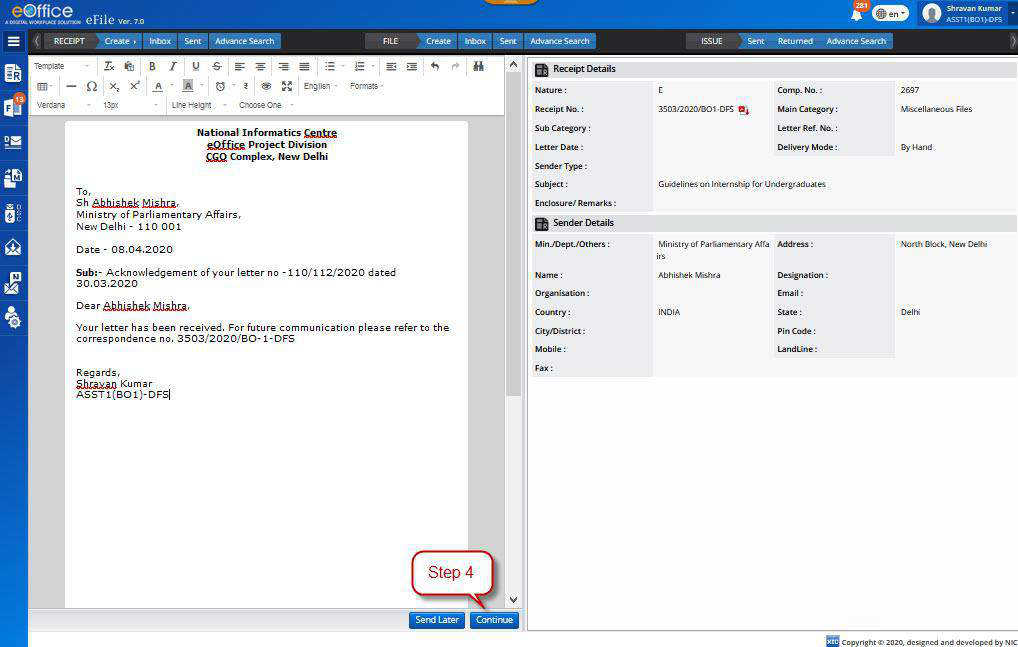 eOffice
A DIGITAL WORKPLACE SOLUTION
eFile Ver. 7.0
281
en
Shravan Kumar
ASST1(BO1)-DFS
RECEIPT Create Inbox Sent Advance Search
FILE Create Inbox Sent Advance Search
ISSUE Sent Returned Advance Search
13
DSC
Template
B I U S
Ω X₂ X² A A ₹ English Formats
Verdana 13px Line Height Choose One
National Informatics Centre
eOffice Project Division
CGO Complex, New Delhi
To,
Sh Abhishek Mishra,
Ministry of Parliamentary Affairs,
New Delhi - 110 001
Date - 08.04.2020
Sub:- Acknowledgement of your letter no -110/112/2020 dated
30.03.2020
Dear Abhishek Mishra,
Your letter has been received. For future communication please refer to the
correspondence no. 3503/2020/BO-1-DFS
Regards,
Shravan Kumar
ASST1(BO1)-DFS
Step 4
Send Later Continue
Receipt Details
Nature : E Comp. No. : 2697
Receipt No. : 3503/2020/BO1-DFS Main Category : Miscellaneous Files
Sub Category : Letter Ref. No. :
Letter Date : Delivery Mode : By Hand
Sender Type :
Subject : Guidelines on Internship for Undergraduates
Enclosure/ Remarks :
Sender Details
Min./Dept./Others : Ministry of Parliamentary Affa Address : North Block, New Delhi
irs
Name : Abhishek Mishra Designation :
Organisation : Email :
Country : INDIA State : Delhi
City/District : Pin Code :
Mobile : LandLine :
Fax :
NIC Copyright © 2020, designed and developed by NIC